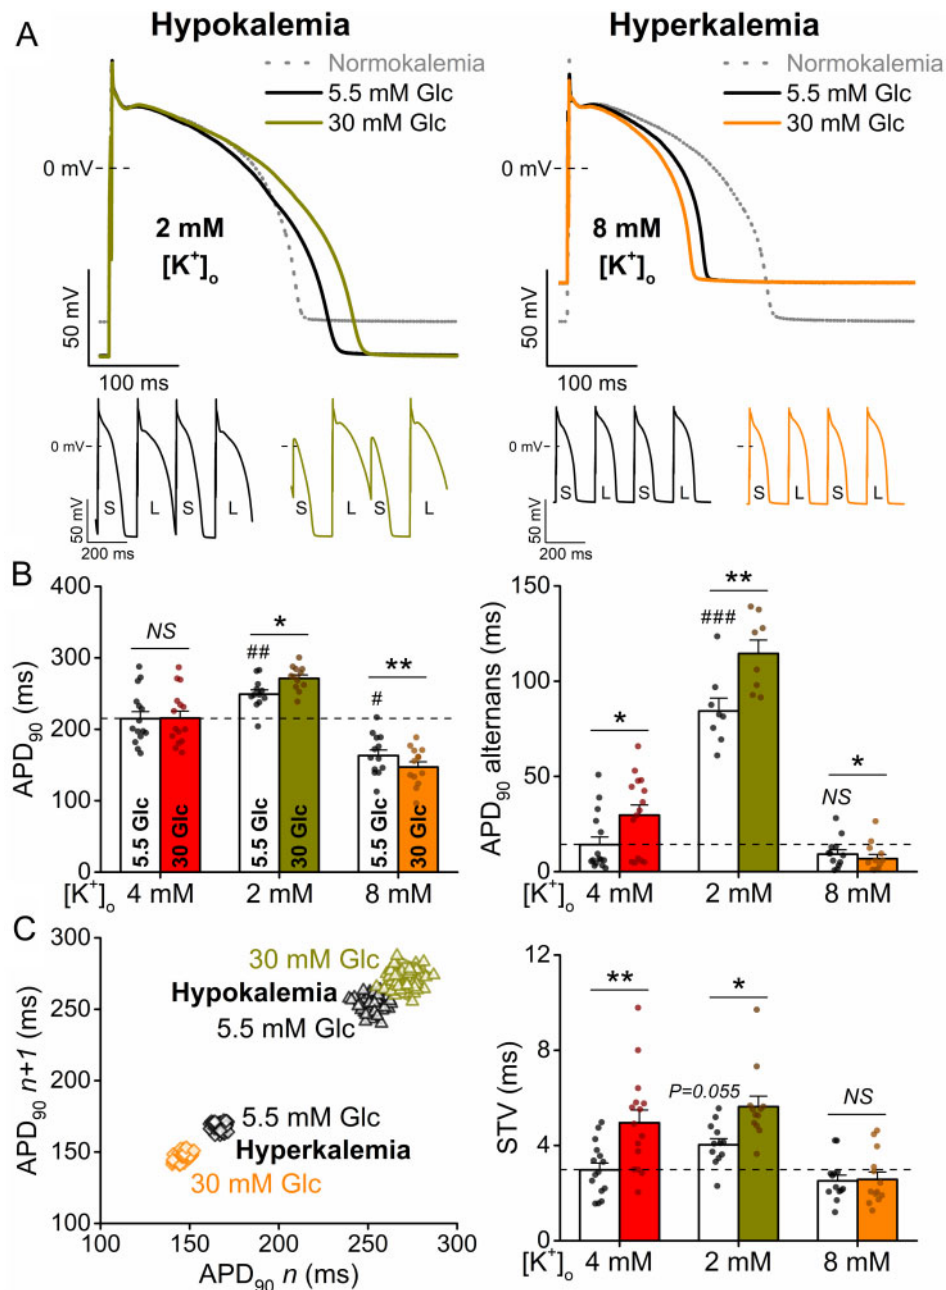 A
Hypokalemia
Hyperkalemia
Normokalemia
5.5 mM Glc
30 mM Glc
0 mV
2 mM
[K⁺]ₒ
50 mV
100 ms
Normokalemia
5.5 mM Glc
30 mM Glc
0 mV
8 mM
[K⁺]ₒ
50 mV
100 ms
0 mV
S L S L
50 mV
200 ms
S L S L
0 mV
S L S L
50 mV
200 ms
S L S L
B
APD₉₀ (ms)
400
300
200
100
0
NS
##
*
#
**
5.5 Glc
30 Glc
5.5 Glc
30 Glc
5.5 Glc
30 Glc
[K⁺]ₒ 4 mM 2 mM 8 mM
APD₉₀ alternans (ms)
150
100
50
0
*
###
**
NS
*
[K⁺]ₒ 4 mM 2 mM 8 mM
C
APD₉₀ n+1 (ms)
300
250
200
150
100
30 mM Glc
Hypokalemia
5.5 mM Glc
5.5 mM Glc
Hyperkalemia
30 mM Glc
100 150 200 250 300
APD₉₀ n (ms)
STV (ms)
12
8
4
0
**
P=0.055
*
NS
[K⁺]ₒ 4 mM 2 mM 8 mM